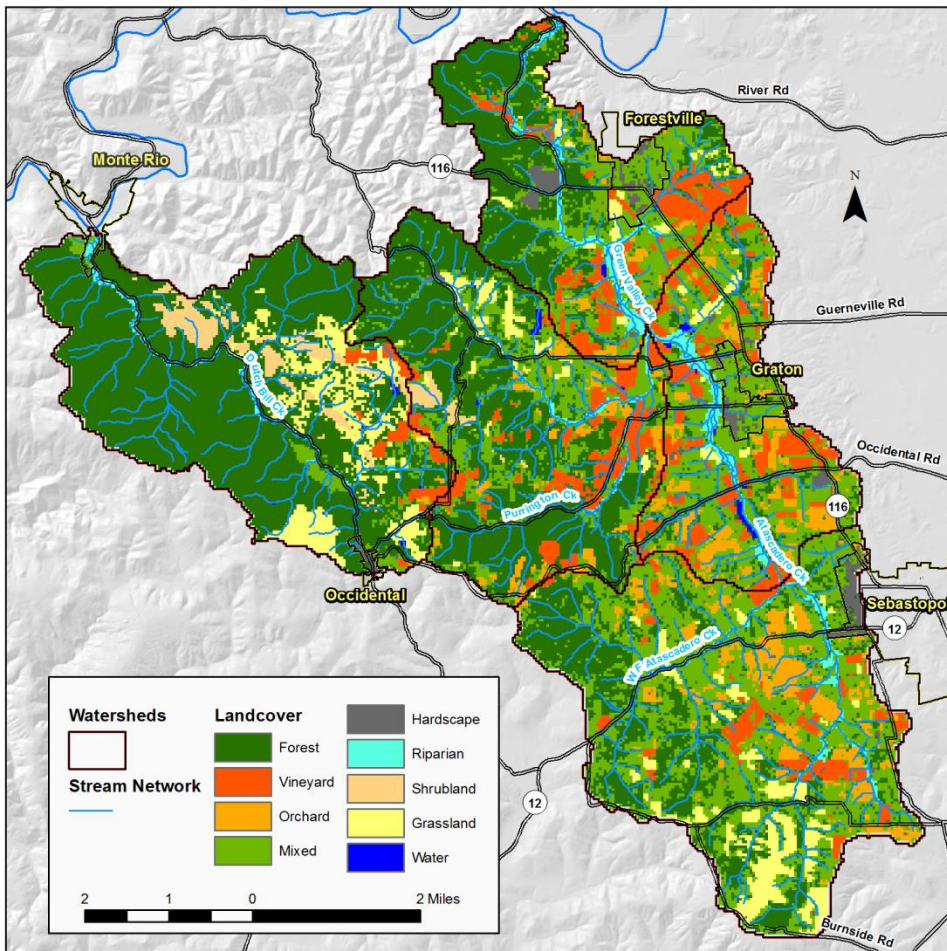 River Rd
Forestville
Monte Rio
116
N
Green Valley Ck
Guerneville Rd
Graton
Dutch Bill Ck
Occidental Rd
Purrington Ck
116
Atascadero Ck
Occidental
Sebastopol
12
W F Atascadero Ck
12
Burnside Rd
Watersheds
Stream Network
Landcover
Forest
Vineyard
Orchard
Mixed
Hardscape
Riparian
Shrubland
Grassland
Water
2 1 0 2 Miles